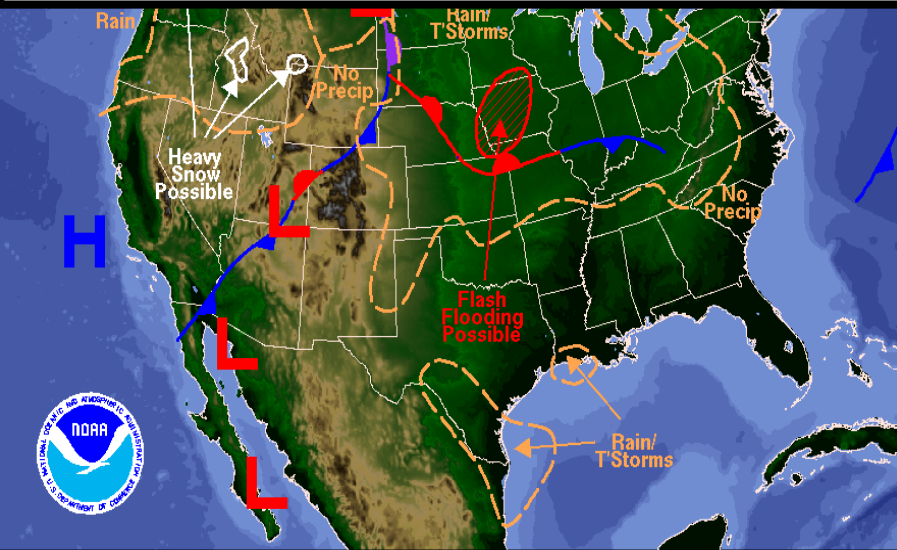 Rain/
T'Storms
Rain
No
Precip
Heavy
Snow
Possible
L
H
No
Precip
Flash
Flooding
Possible
L
L
Rain/
T'Storms
NOAA
NATIONAL OCEANIC AND ATMOSPHERIC ADMINISTRATION
U.S. DEPARTMENT OF COMMERCE